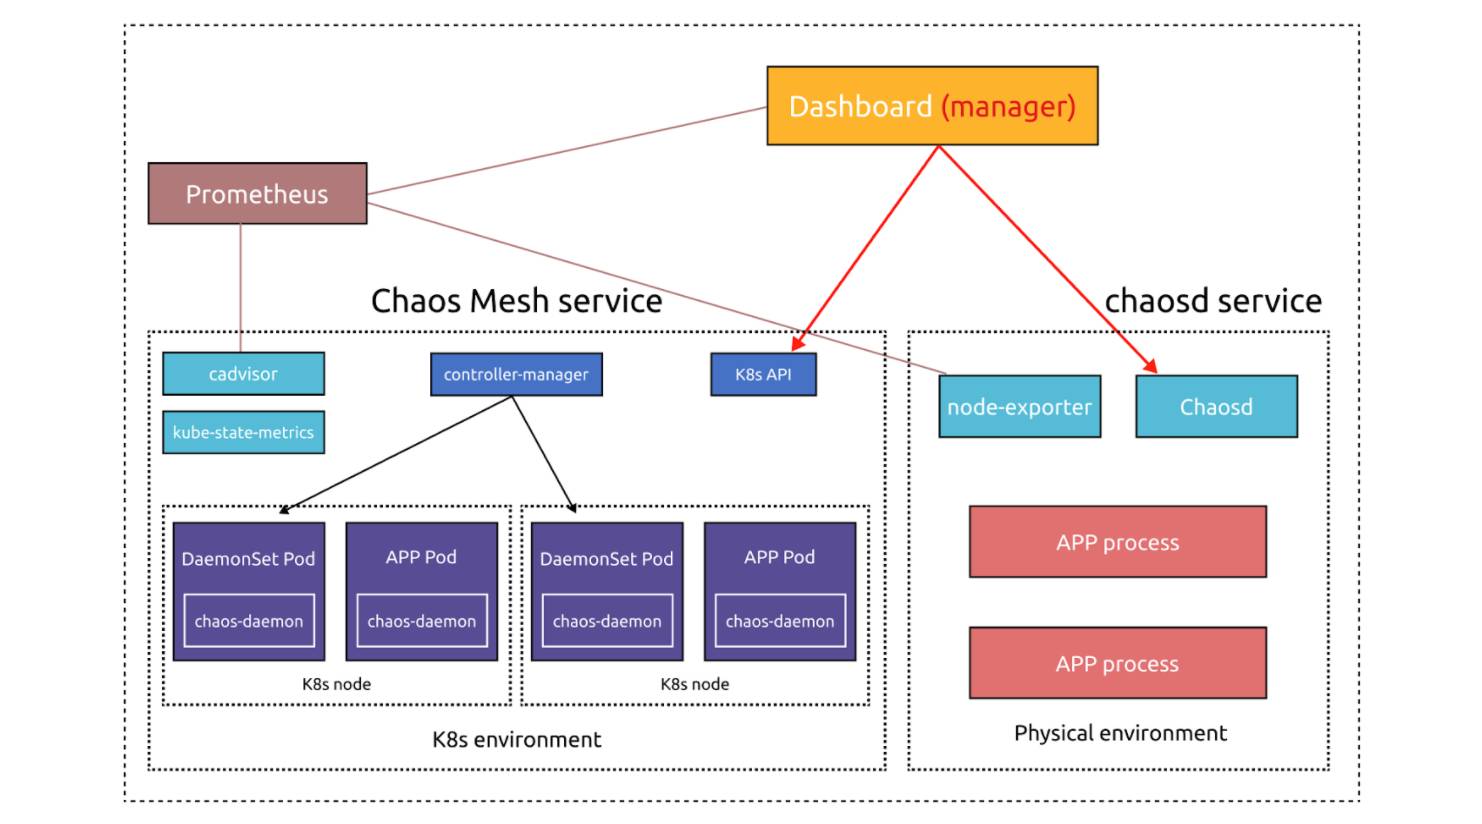 Dashboard (manager)
Prometheus
Chaos Mesh service
chaosd service
cadvisor
controller-manager
K8s API
kube-state-metrics
node-exporter
Chaosd
DaemonSet Pod
chaos-daemon
APP Pod
chaos-daemon
K8s node
DaemonSet Pod
chaos-daemon
APP Pod
chaos-daemon
K8s node
K8s environment
APP process
APP process
Physical environment